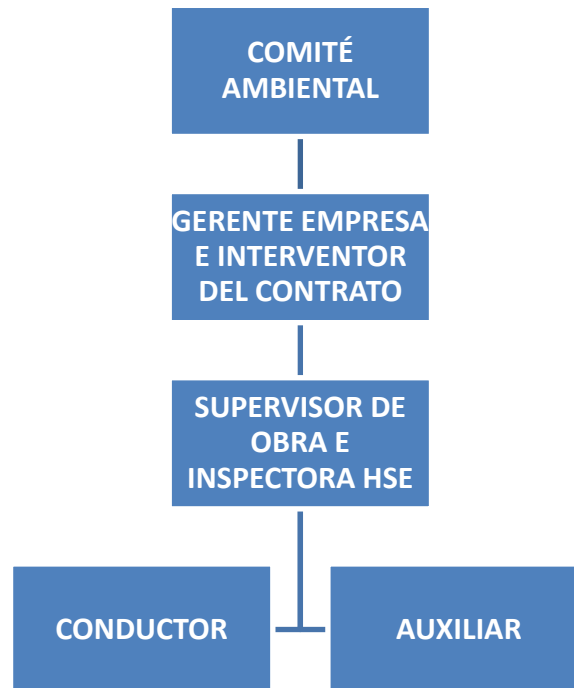 COMITÉ
AMBIENTAL
GERENTE EMPRESA
E INTERVENTOR
DEL CONTRATO
SUPERVISOR DE
OBRA E
INSPECTORA HSE
CONDUCTOR
AUXILIAR